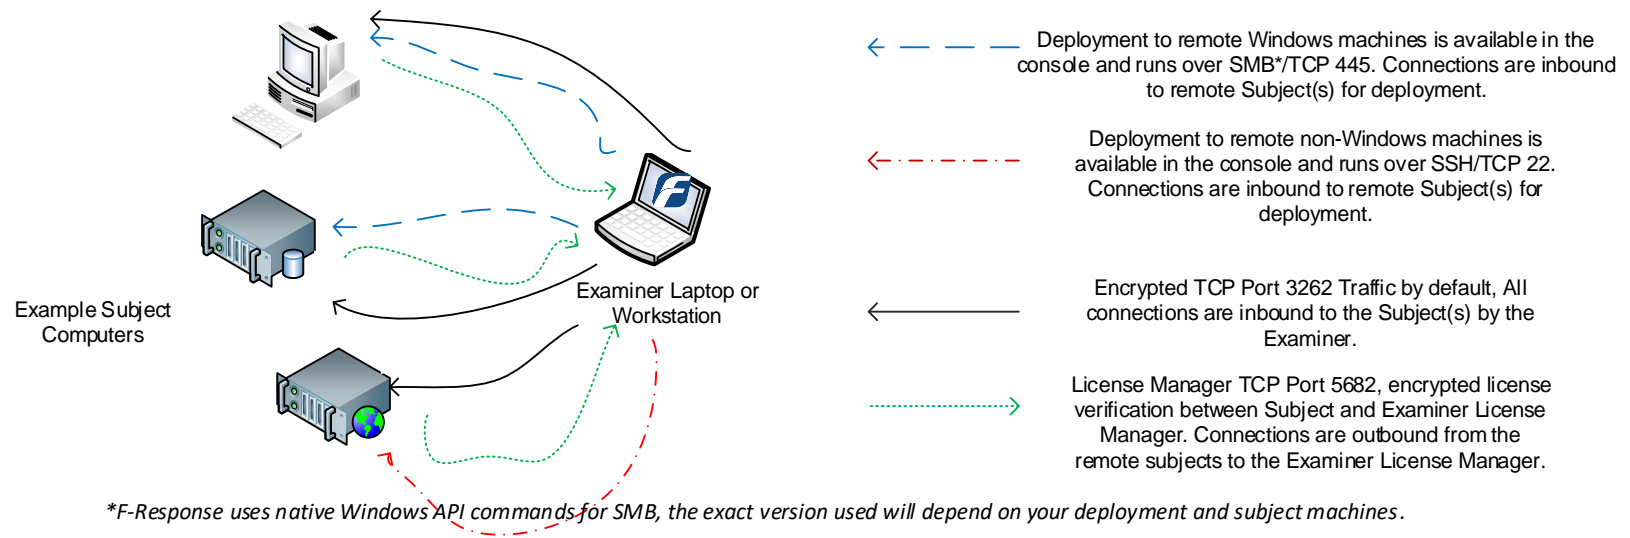 Deployment to remote Windows machines is available in the
console and runs over SMB*/TCP 445. Connections are inbound
to remote Subject(s) for deployment.
Deployment to remote non-Windows machines is
available in the console and runs over SSH/TCP 22.
Connections are inbound to remote Subject(s) for
deployment.
Example Subject
Computers
Examiner Laptop or
Workstation
Encrypted TCP Port 3262 Traffic by default, All
connections are inbound to the Subject(s) by the
Examiner.
License Manager TCP Port 5682, encrypted license
verification between Subject and Examiner License
Manager. Connections are outbound from the
remote subjects to the Examiner License Manager.
*F-Response uses native Windows API commands for SMB, the exact version used will depend on your deployment and subject machines.